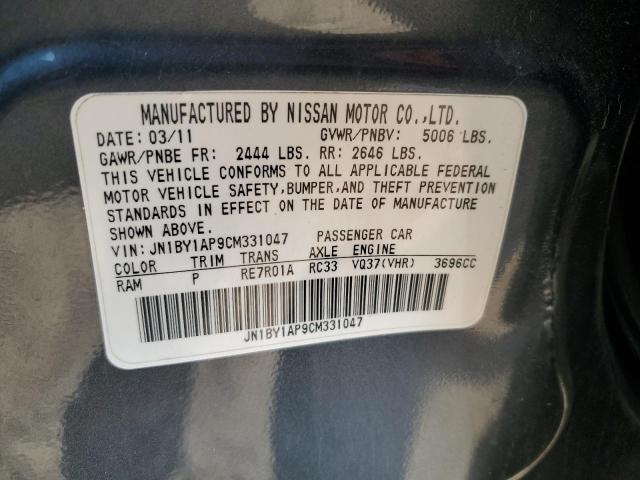 MANUFACTURED BY NISSAN MOTOR CO.,LTD.
DATE: 03/11 GVWR/PNBV: 5006 LBS.
GAWR/PNBE FR: 2444 LBS. RR: 2646 LBS.
THIS VEHICLE CONFORMS TO ALL APPLICABLE FEDERAL
MOTOR VEHICLE SAFETY,BUMPER,AND THEFT PREVENTION
STANDARDS IN EFFECT ON THE DATE OF MANUFACTURE
SHOWN ABOVE.
VIN: JN1BY1AP9CM331047 PASSENGER CAR
COLOR TRIM TRANS AXLE ENGINE
RAM P RE7R01A RC33 VQ37(VHR) 3696CC
JN1BY1AP9CM331047